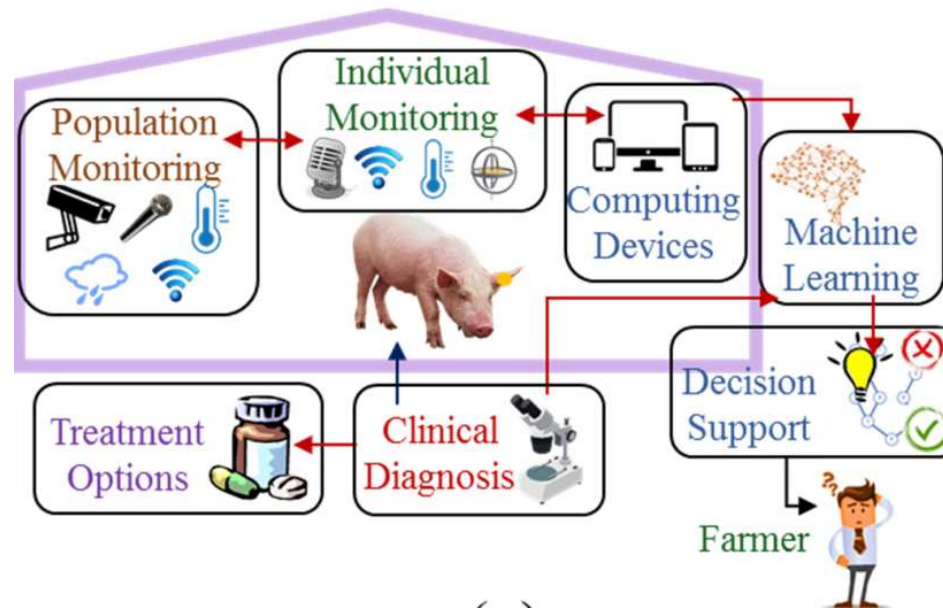 Population
Monitoring
Individual
Monitoring
Computing
Devices
Machine
Learning
Decision
Support
Treatment
Options
Clinical
Diagnosis
Farmer
??